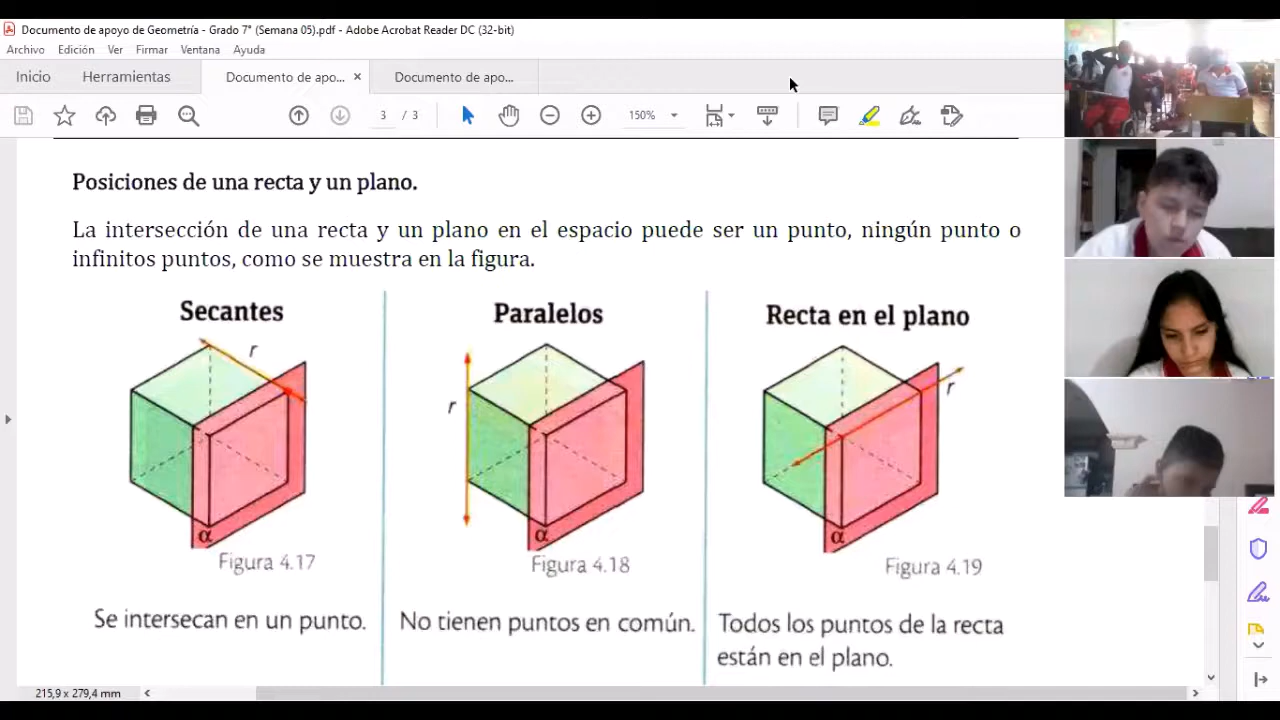 Documento de apoyo de Geometría - Grado 7° (Semana 05).pdf - Adobe Acrobat Reader DC (32-bit)
Archivo Edición Ver Firmar Ventana Ayuda
Inicio Herramientas Documento de apo... × Documento de apo...
3 / 3 150%
Posiciones de una recta y un plano.
La intersección de una recta y un plano en el espacio puede ser un punto, ningún punto o
infinitos puntos, como se muestra en la figura.
Secantes
r
α
Figura 4.17
Se intersecan en un punto.
Paralelos
r
α
Figura 4.18
No tienen puntos en común.
Recta en el plano
r
α
Figura 4.19
Todos los puntos de la recta
están en el plano.
215,9 x 279,4 mm